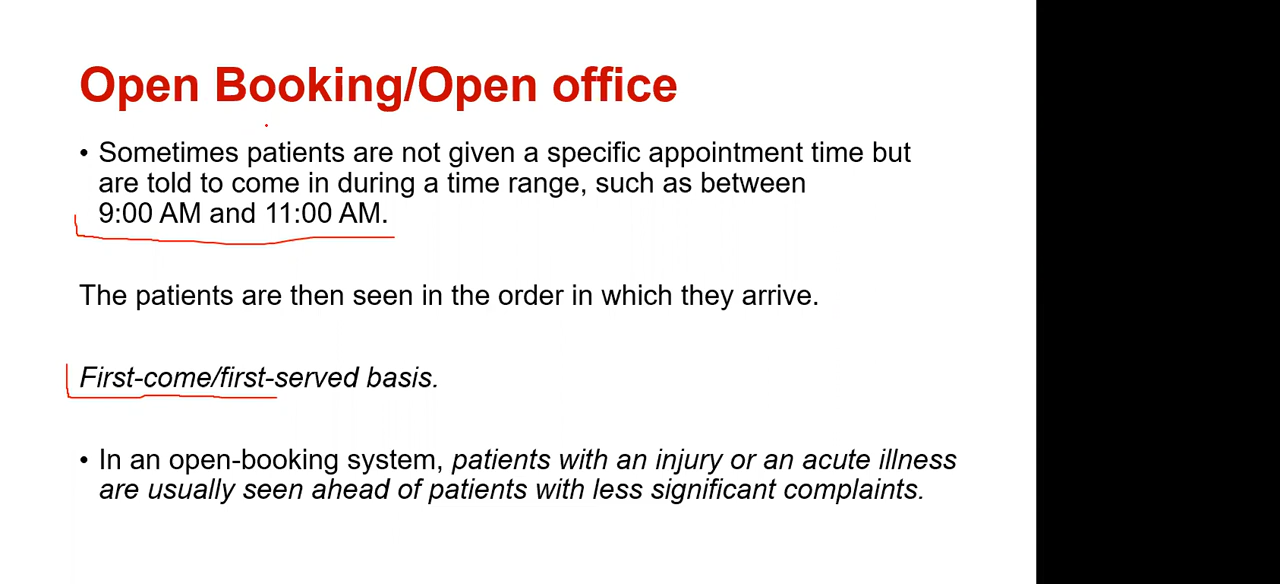 Open Booking/Open office
• Sometimes patients are not given a specific appointment time but
are told to come in during a time range, such as between
9:00 AM and 11:00 AM.
The patients are then seen in the order in which they arrive.
First-come/first-served basis.
• In an open-booking system, patients with an injury or an acute illness
are usually seen ahead of patients with less significant complaints.